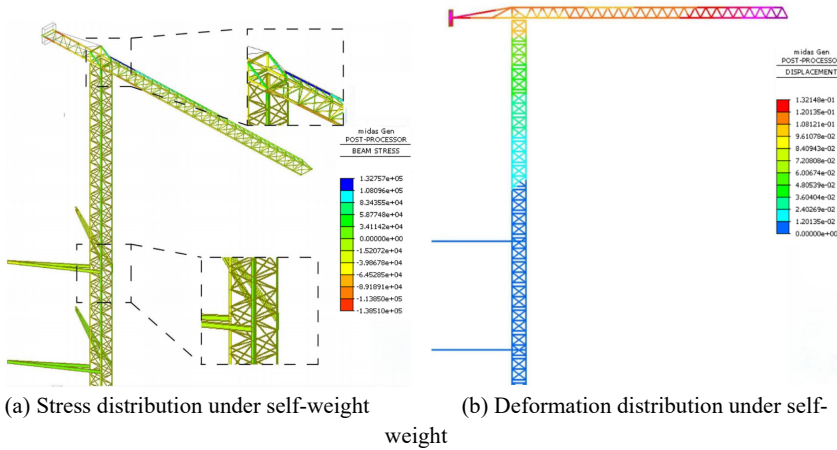 midas Gen
POST-PROCESSOR
BEAM STRESS
1.32757e+05
1.08096e+05
8.34355e+04
5.87748e+04
3.41142e+04
0.00000e+00
-1.52072e+04
-3.98678e+04
-6.45285e+04
-8.91891e+04
-1.13850e+05
-1.38510e+05
midas Gen
POST-PROCESSOR
DISPLACEMENT
1.32148e-01
1.20135e-01
1.08121e-01
9.61078e-02
8.40943e-02
7.20808e-02
6.00674e-02
4.80539e-02
3.60404e-02
2.40269e-02
1.20135e-02
0.00000e+00
(a) Stress distribution under self-weight
(b) Deformation distribution under self-
weight